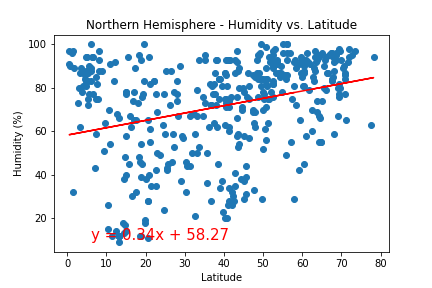 Northern Hemisphere - Humidity vs. Latitude
100
80
60
40
20
Humidity (%)
y = 0.34x + 58.27
0 10 20 30 40 50 60 70 80
Latitude